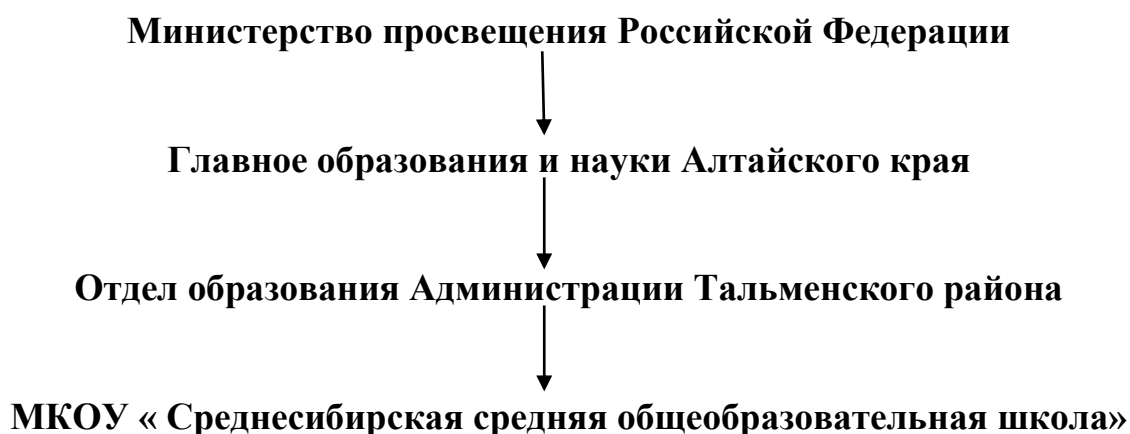 Министерство просвещения Российской Федерации
Главное образования и науки Алтайского края
Отдел образования Администрации Тальменского района
МКОУ « Среднесибирская средняя общеобразовательная школа»